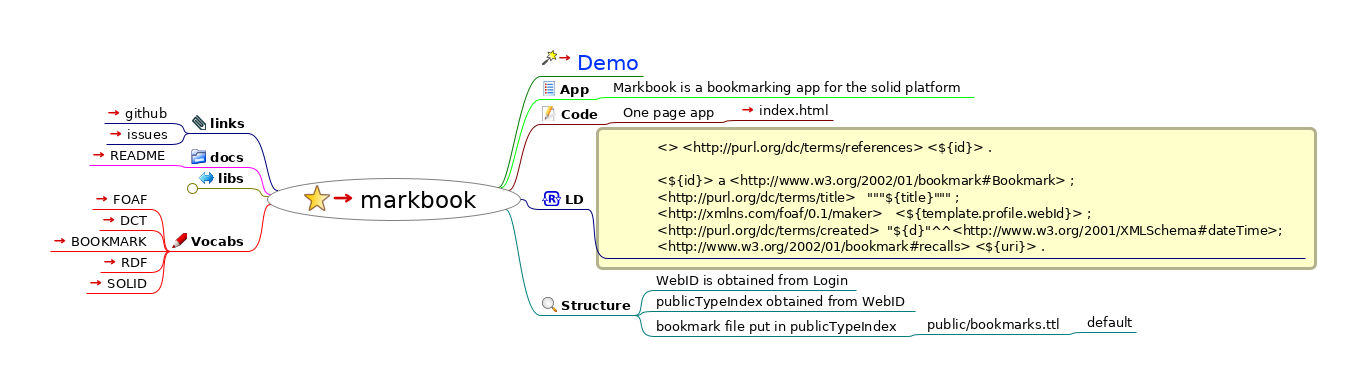 markbook
Demo
App
Markbook is a bookmarking app for the solid platform
Code
One page app
index.html
LD
<> <http://purl.org/dc/terms/references> <${id}> .
<${id}> a <http://www.w3.org/2002/01/bookmark#Bookmark> ;
<http://purl.org/dc/terms/title>   """${title}""" ;
<http://xmlns.com/foaf/0.1/maker>   <${template.profile.webId}> ;
<http://purl.org/dc/terms/created>  "${d}"^^<http://www.w3.org/2001/XMLSchema#dateTime>;
<http://www.w3.org/2002/01/bookmark#recalls> <${uri}> .
Structure
WebID is obtained from Login
publicTypeIndex obtained from WebID
bookmark file put in publicTypeIndex
public/bookmarks.ttl
default
links
github
issues
docs
README
libs
Vocabs
FOAF
DCT
BOOKMARK
RDF
SOLID